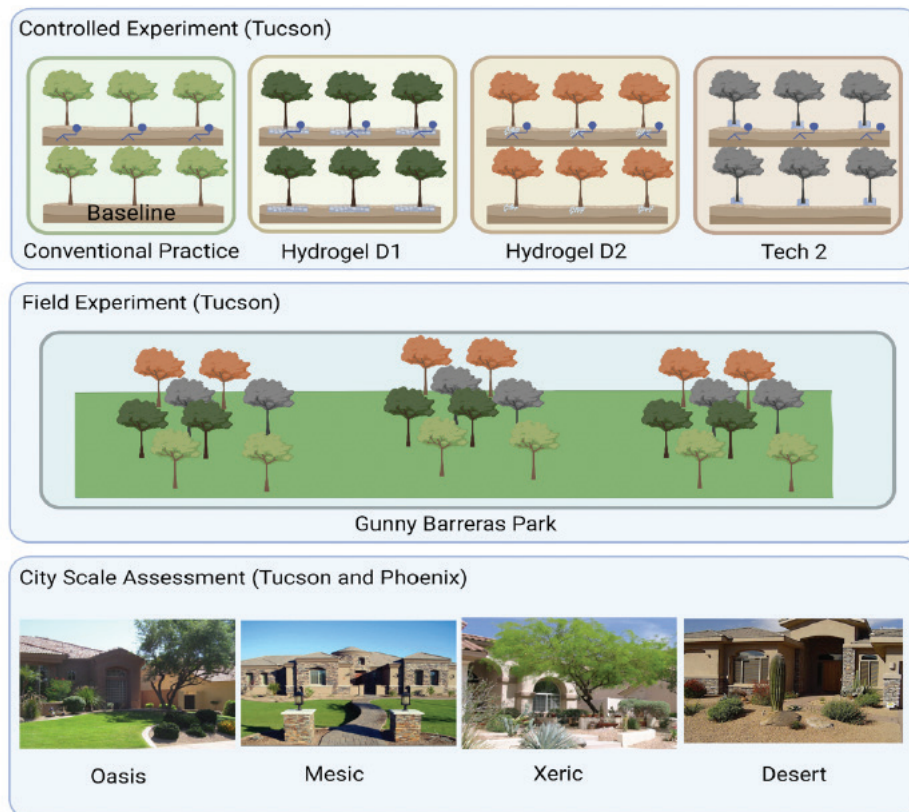 Controlled Experiment (Tucson)
Baseline
Conventional Practice
Hydrogel D1
Hydrogel D2
Tech 2
Field Experiment (Tucson)
Gunny Barreras Park
City Scale Assessment (Tucson and Phoenix)
Oasis
Mesic
Xeric
Desert